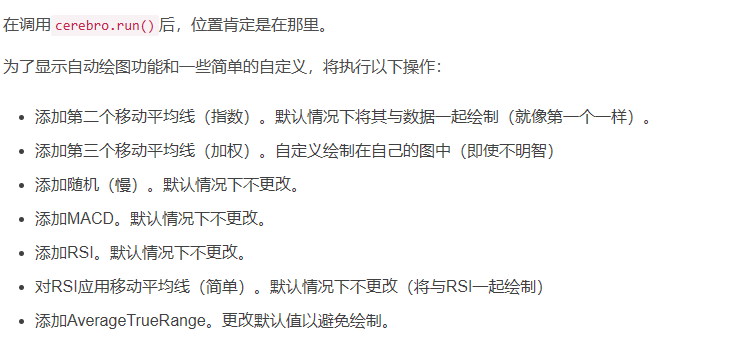 在调用cerebro.run()后，位置肯定是在那里。
为了显示自动绘图功能和一些简单的自定义，将执行以下操作：
添加第二个移动平均线（指数）。默认情况下将其与数据一起绘制（就像第一个一样）。
添加第三个移动平均线（加权）。自定义绘制在自己的图中（即使不明智）
添加随机（慢）。默认情况下不更改。
添加MACD。默认情况下不更改。
添加RSI。默认情况下不更改。
对RSI应用移动平均线（简单）。默认情况下不更改（将与RSI一起绘制）
添加AverageTrueRange。更改默认值以避免绘制。